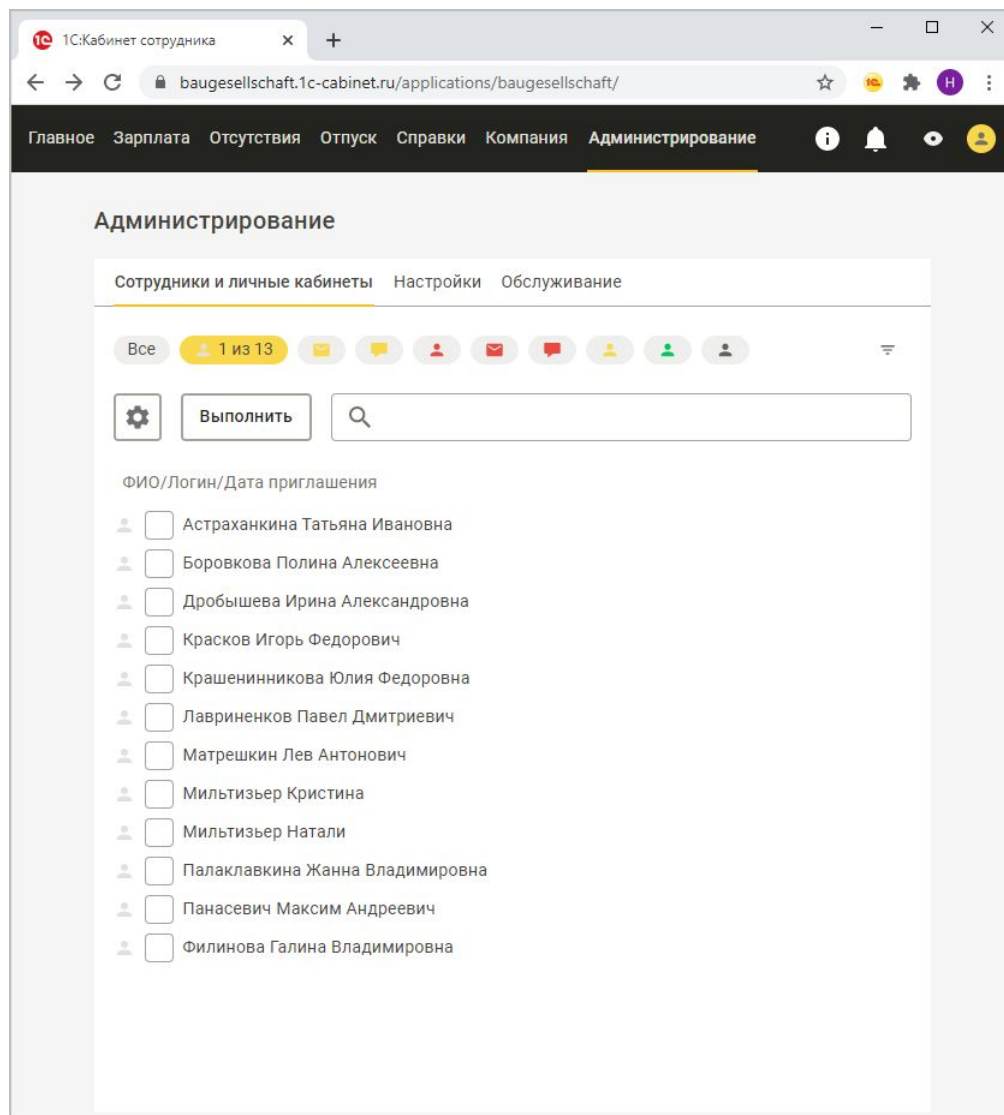 1С:Кабинет сотрудника
baugesellschaft.1c-cabinet.ru/applications/baugesellschaft/
Н
Главное Зарплата Отсутствия Отпуск Справки Компания Администрирование
Администрирование
Сотрудники и личные кабинеты Настройки Обслуживание
Все 1 из 13
Выполнить
ФИО/Логин/Дата приглашения
Астраханкина Татьяна Ивановна
Боровкова Полина Алексеевна
Дробышева Ирина Александровна
Красков Игорь Федорович
Крашенинникова Юлия Федоровна
Лавриненков Павел Дмитриевич
Матрешкин Лев Антонович
Мильтизьер Кристина
Мильтизьер Натали
Палаклавкина Жанна Владимировна
Панасевич Максим Андреевич
Филинова Галина Владимировна